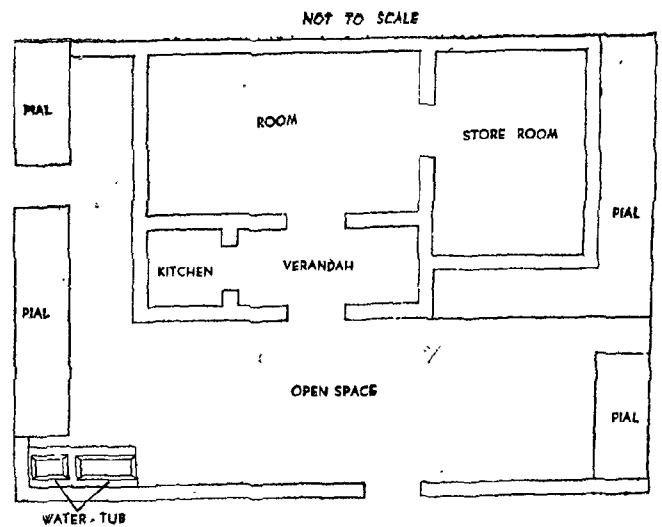 NOT TO SCALE
PIAL
ROOM
STORE ROOM
PIAL
KITCHEN
VERANDAH
PIAL
OPEN SPACE
PIAL
WATER-TUB